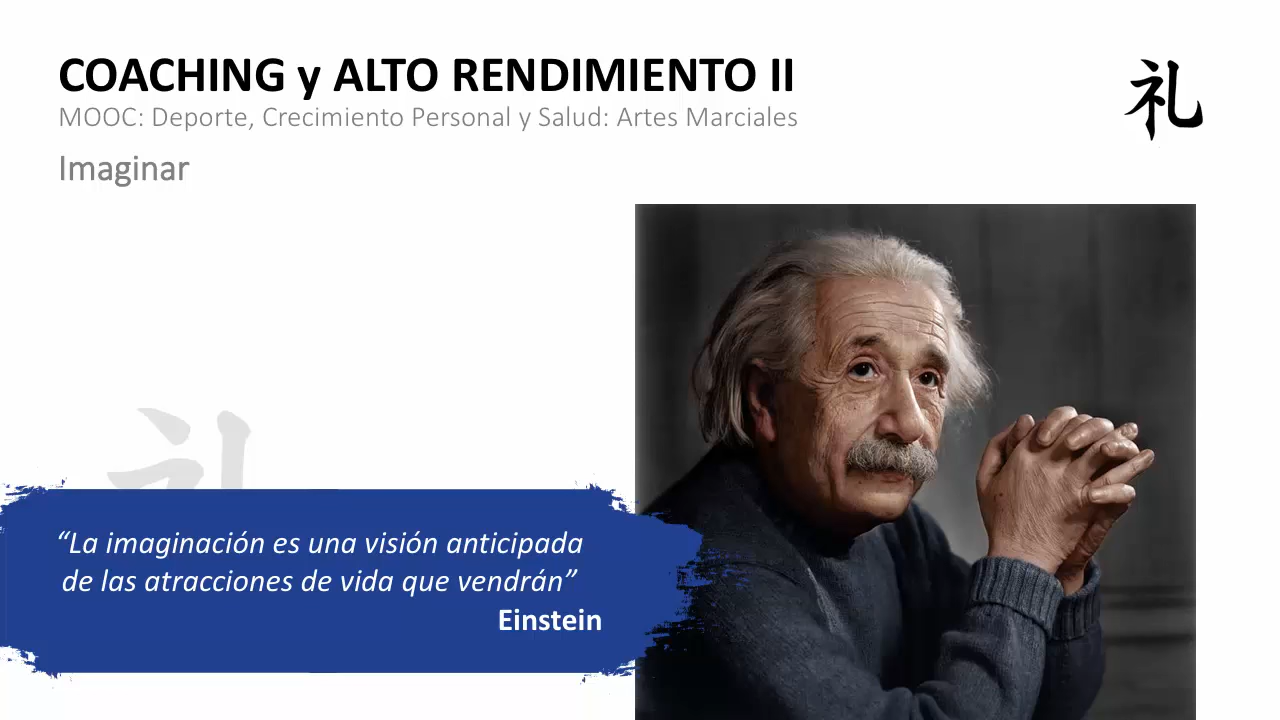 COACHING y ALTO RENDIMIENTO II
MOOC: Deporte, Crecimiento Personal y Salud: Artes Marciales
礼
Imaginar
“La imaginación es una visión anticipada
de las atracciones de vida que vendrán”
Einstein